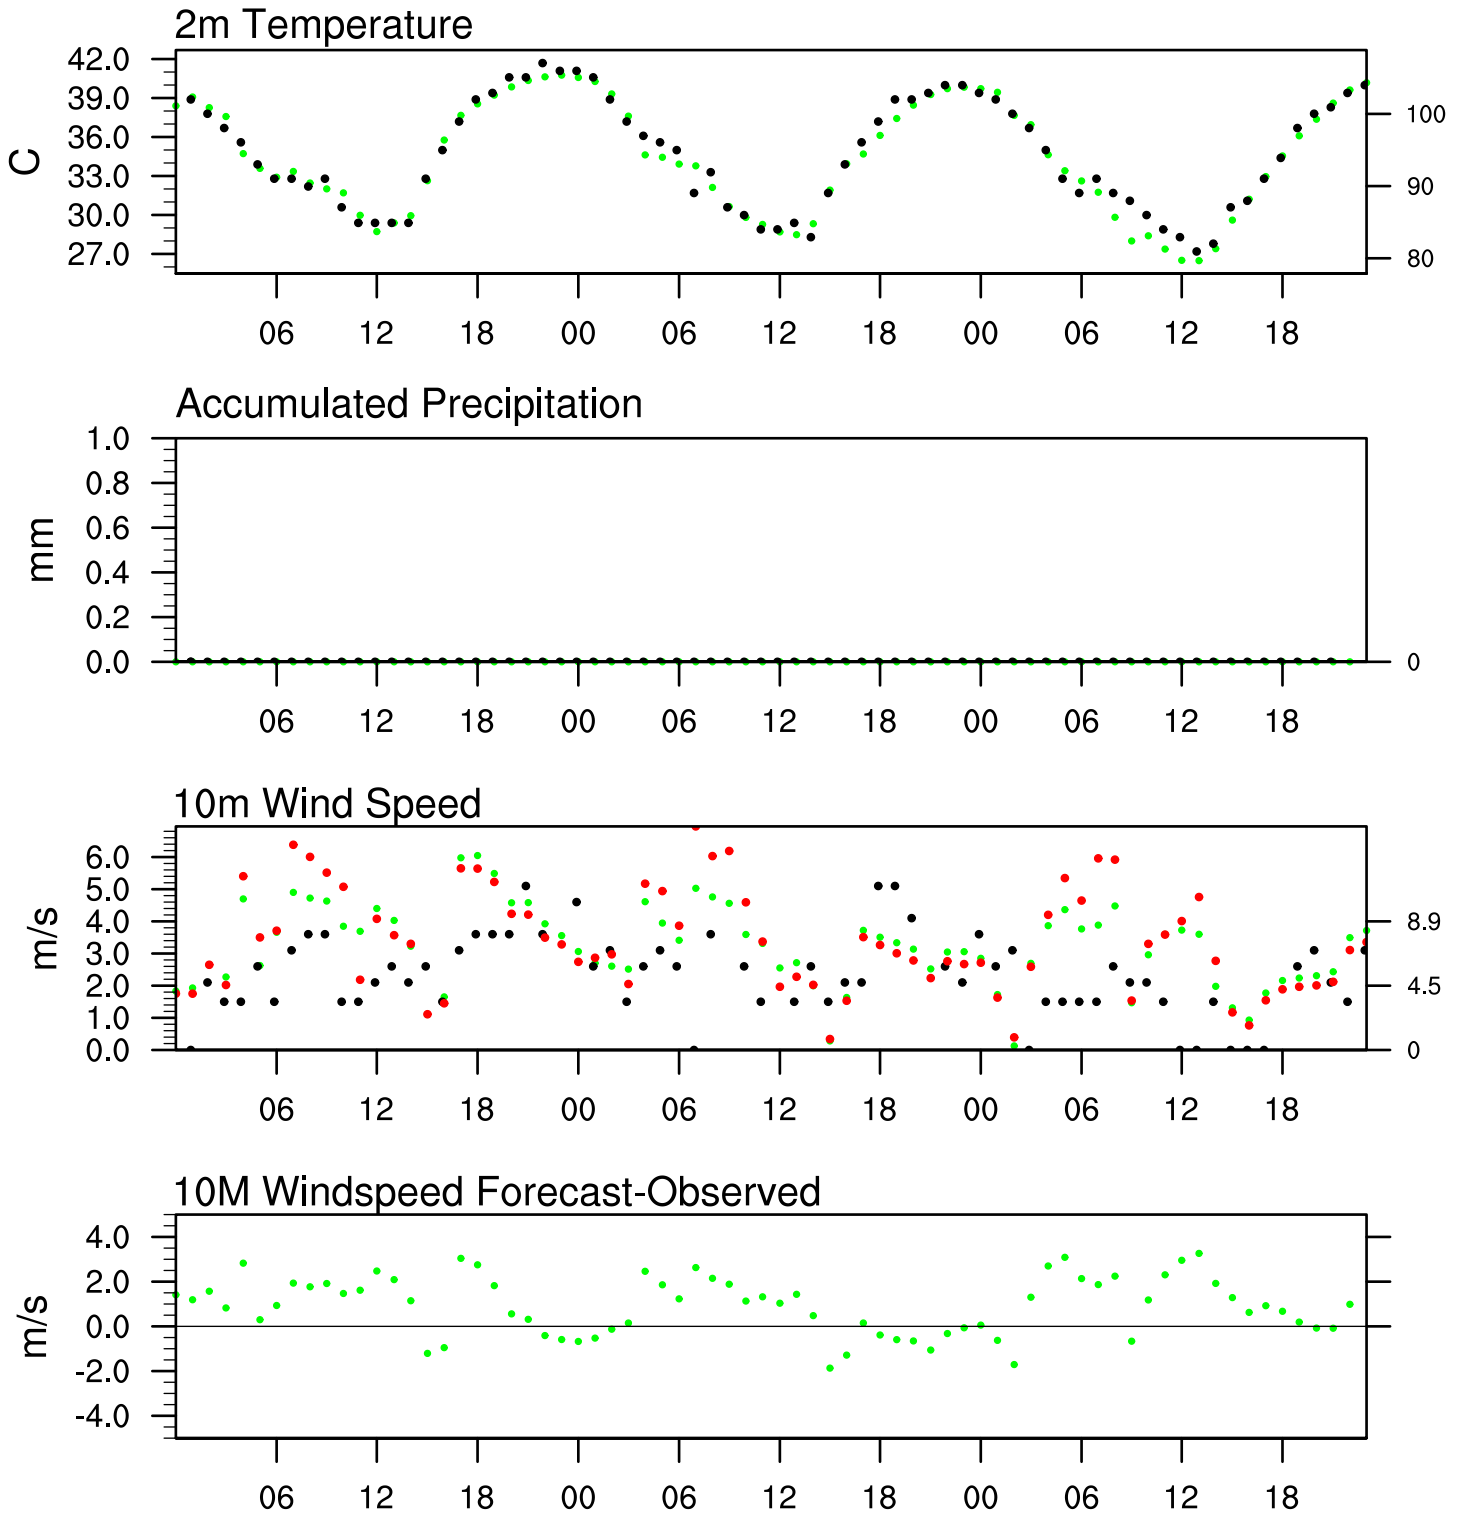 2m Temperature
42.0
39.0
36.0
33.0
30.0
27.0
C
100
90
80
06 12 18 00 06 12 18 00 06 12 18
Accumulated Precipitation
1.0
0.8
0.6
0.4
0.2
0.0
mm
0
06 12 18 00 06 12 18 00 06 12 18
10m Wind Speed
6.0
5.0
4.0
3.0
2.0
1.0
0.0
m/s
8.9
4.5
0
06 12 18 00 06 12 18 00 06 12 18
10M Windspeed Forecast-Observed
4.0
2.0
0.0
-2.0
-4.0
m/s
06 12 18 00 06 12 18 00 06 12 18